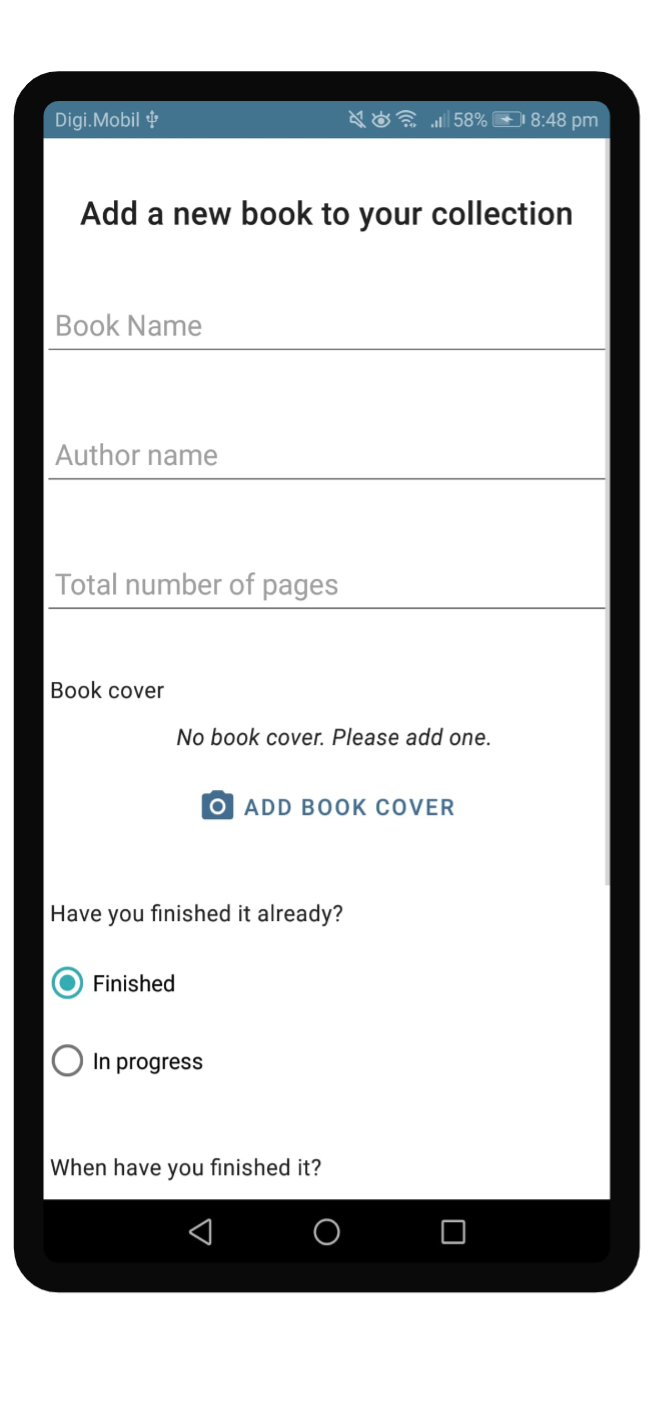 Digi.Mobil 58% 8:48 pm
Add a new book to your collection
Book Name
Author name
Total number of pages
Book cover
No book cover. Please add one.
ADD BOOK COVER
Have you finished it already?
Finished
In progress
When have you finished it?